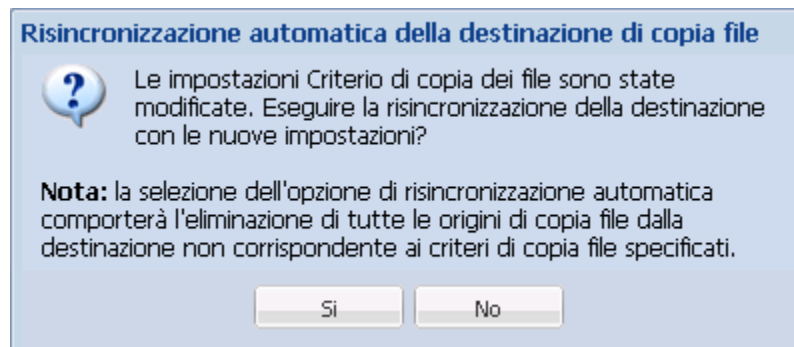 Risincronizzazione automatica della destinazione di copia file
Le impostazioni Criterio di copia dei file sono state
modificate. Eseguire la risincronizzazione della destinazione
con le nuove impostazioni?
Nota: la selezione dell'opzione di risincronizzazione automatica
comporterà l'eliminazione di tutte le origini di copia file dalla
destinazione non corrispondente ai criteri di copia file specificati.
Si
No